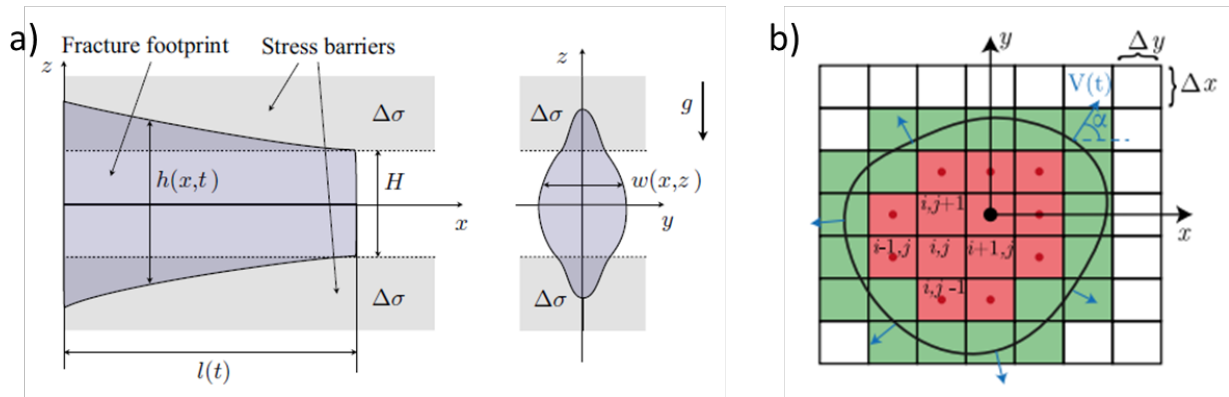 a)
Fracture footprint
Stress barriers
z
Δσ
h(x,t)
H
x
Δσ
l(t)
z
Δσ
g
w(x,z)
y
Δσ
b)
y
Δy
Δx
V(t)
α
i,j+1
x
i-1,j i,j i+1,j
i,j-1